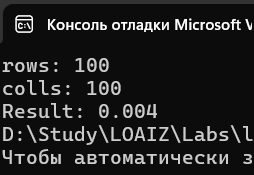 Консоль отладки Microsoft V
rows: 100
colls: 100
Result: 0.004
D:\Study\LOAIZ\Labs\l
Чтобы автоматически з